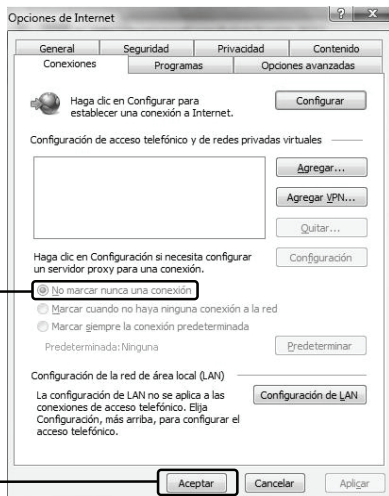 Opciones de Internet
General Seguridad Privacidad Contenido
Conexiones Programas Opciones avanzadas
Haga clic en Configurar para
establecer una conexión a Internet.
Configurar
Configuración de acceso telefónico y de redes privadas virtuales
Agregar...
Agregar VPN...
Quitar...
Haga clic en Configuración si necesita configurar
un servidor proxy para una conexión.
Configuración
No marcar nunca una conexión
Marcar cuando no haya ninguna conexión a la red
Marcar siempre la conexión predeterminada
Predeterminada: Ninguna
Predeterminar
Configuración de la red de área local (LAN)
La configuración de LAN no se aplica a las
conexiones de acceso telefónico. Elija
Configuración, más arriba, para configurar el
acceso telefónico.
Configuración de LAN
Aceptar Cancelar Aplicar